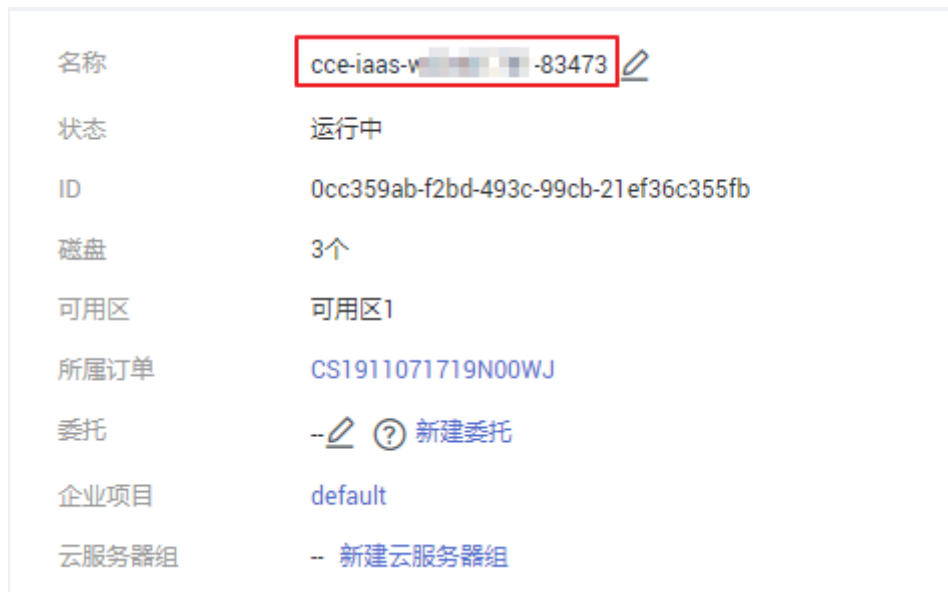 名称 cce-iaas-w -83473
状态 运行中
ID 0cc359ab-f2bd-493c-99cb-21ef36c355fb
磁盘 3个
可用区 可用区1
所属订单 CS1911071719N00WJ
委托 -- ? 新建委托
企业项目 default
云服务器组 -- 新建云服务器组